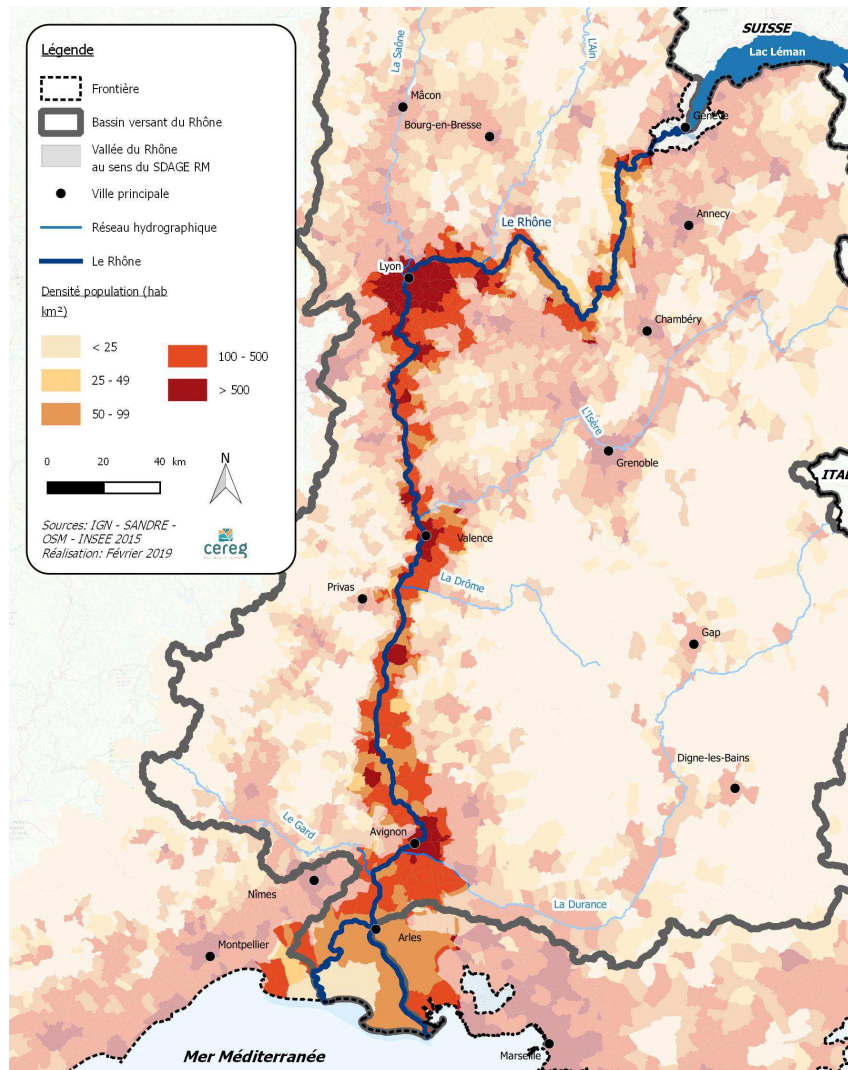 Légende
Frontière
Bassin versant du Rhône
Vallée du Rhône
au sens du SDAGE RM
Ville principale
Réseau hydrographique
Le Rhône
Densité population (hab
km²)
< 25
25 - 49
50 - 99
100 - 500
> 500
0 20 40 km
N
Sources: IGN - SANDRE -
OSM - INSEE 2015
Réalisation: Février 2019
cereg
SUISSE
Lac Léman
La Saône
L'Ain
Mâcon
Bourg-en-Bresse
Genève
Annecy
Le Rhône
Lyon
Chambéry
L'Isère
Grenoble
ITAL
Valence
La Drôme
Privas
Gap
Digne-les-Bains
Le Gard
Avignon
Nîmes
La Durance
Arles
Montpellier
Marseille
Mer Méditerranée